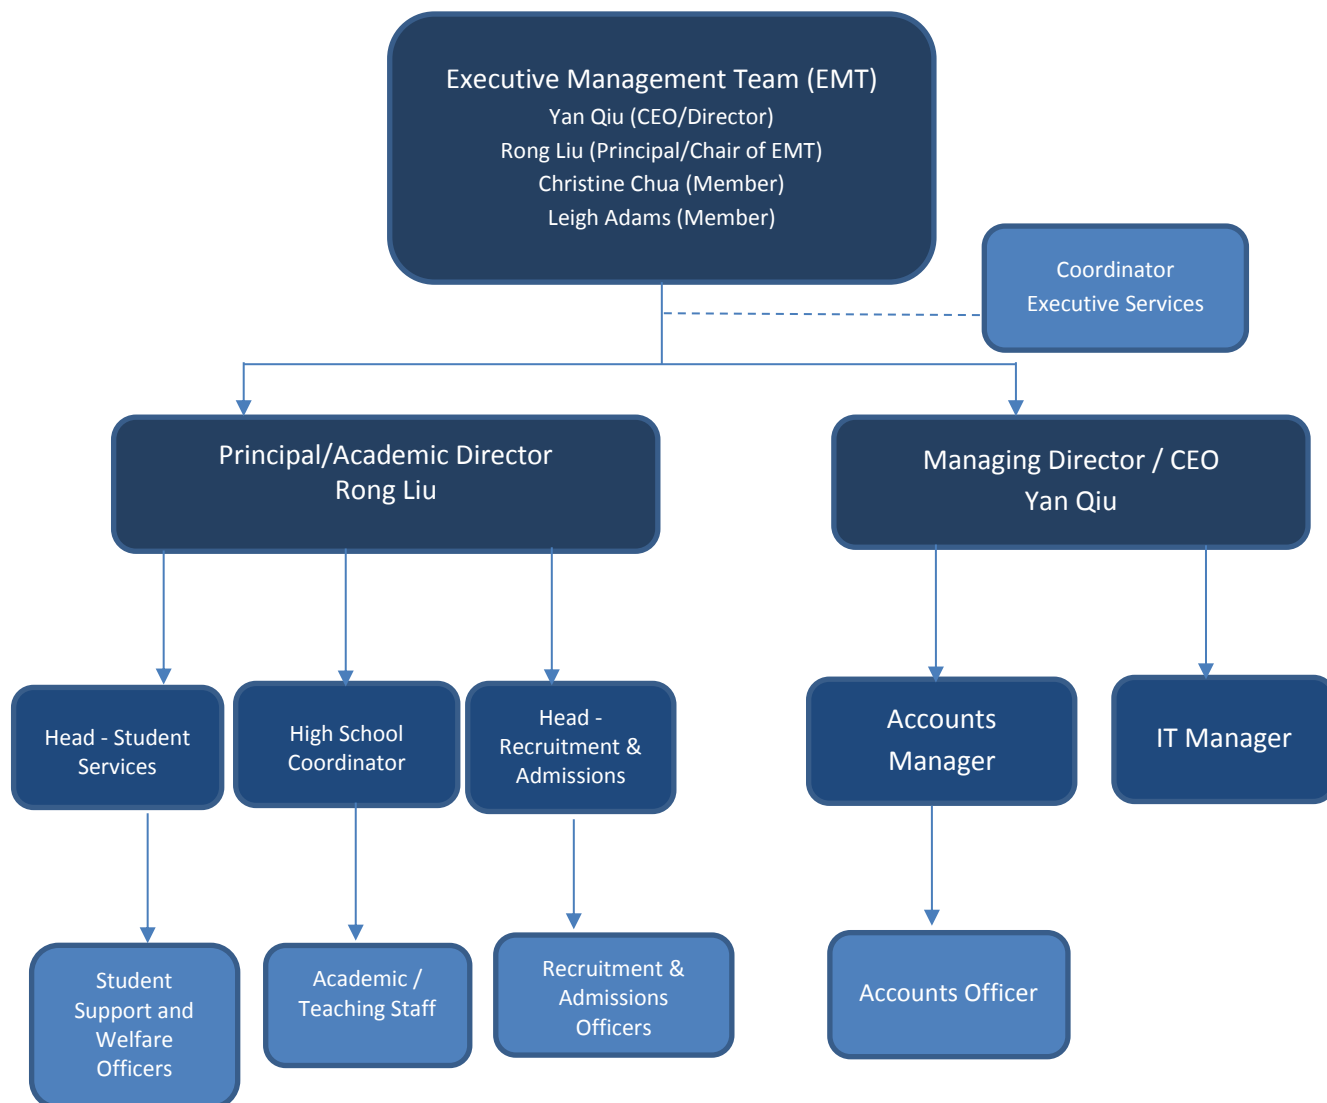 Executive Management Team (EMT)
Yan Qiu (CEO/Director)
Rong Liu (Principal/Chair of EMT)
Christine Chua (Member)
Leigh Adams (Member)
Coordinator
Executive Services
Principal/Academic Director
Rong Liu
Managing Director / CEO
Yan Qiu
Head - Student
Services
High School
Coordinator
Head -
Recruitment &
Admissions
Accounts
Manager
IT Manager
Student
Support and
Welfare
Officers
Academic /
Teaching Staff
Recruitment &
Admissions
Officers
Accounts Officer